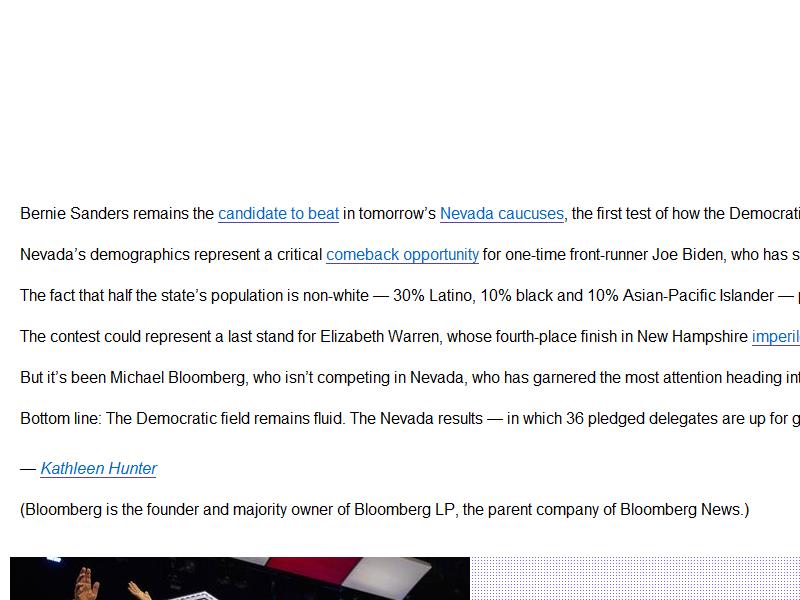 Bernie Sanders remains the candidate to beat in tomorrow’s Nevada caucuses, the first test of how the
Nevada’s demographics represent a critical comeback opportunity for one-time front-runner Joe Biden, who has
The fact that half the state’s population is non-white — 30% Latino, 10% black and 10% Asian-Pacific Islander —
The contest could represent a last stand for Elizabeth Warren, whose fourth-place finish in New Hampshire
But it’s been Michael Bloomberg, who isn’t competing in Nevada, who has garnered the most attention heading
Bottom line: The Democratic field remains fluid. The Nevada results — in which 36 pledged delegates are up for
— Kathleen Hunter
(Bloomberg is the founder and majority owner of Bloomberg LP, the parent company of Bloomberg News.)